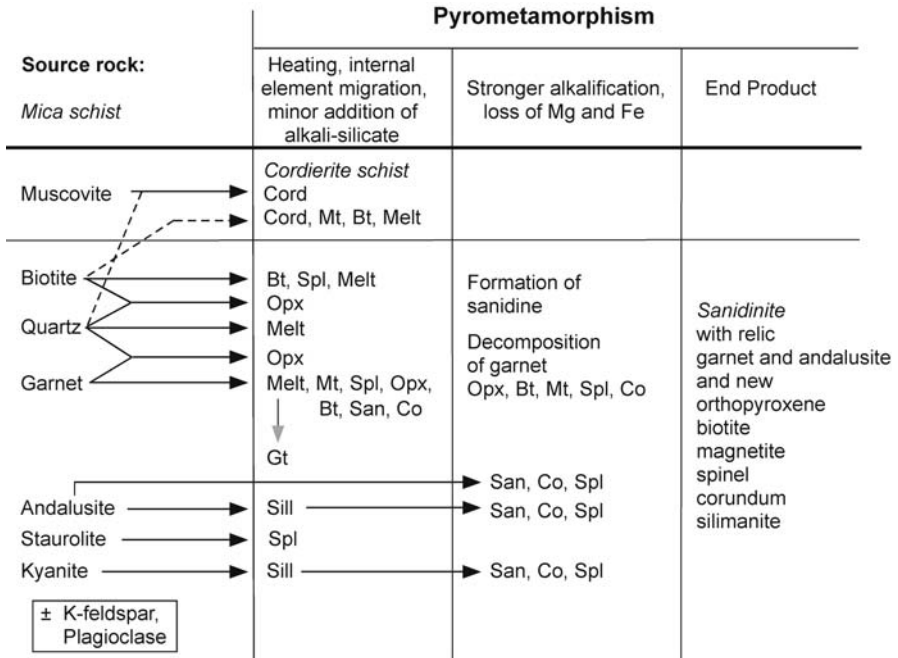 Pyrometamorphism
Source rock:
Mica schist
Heating, internal
element migration,
minor addition of
alkali-silicate
Stronger alkalification,
loss of Mg and Fe
End Product
Muscovite
Cordierite schist
Cord
Cord, Mt, Bt, Melt
Biotite
Quartz
Garnet
Bt, Spl, Melt
Opx
Melt
Opx
Melt, Mt, Spl, Opx,
Bt, San, Co
Gt
Formation of
sanidine
Decomposition
of garnet
Opx, Bt, Mt, Spl, Co
Sanidinite
with relic
garnet and andalusite
and new
orthopyroxene
biotite
magnetite
spinel
corundum
silimanite
Andalusite
Staurolite
Kyanite
Sill
Spl
Sill
San, Co, Spl
San, Co, Spl
San, Co, Spl
± K-feldspar,
Plagioclase